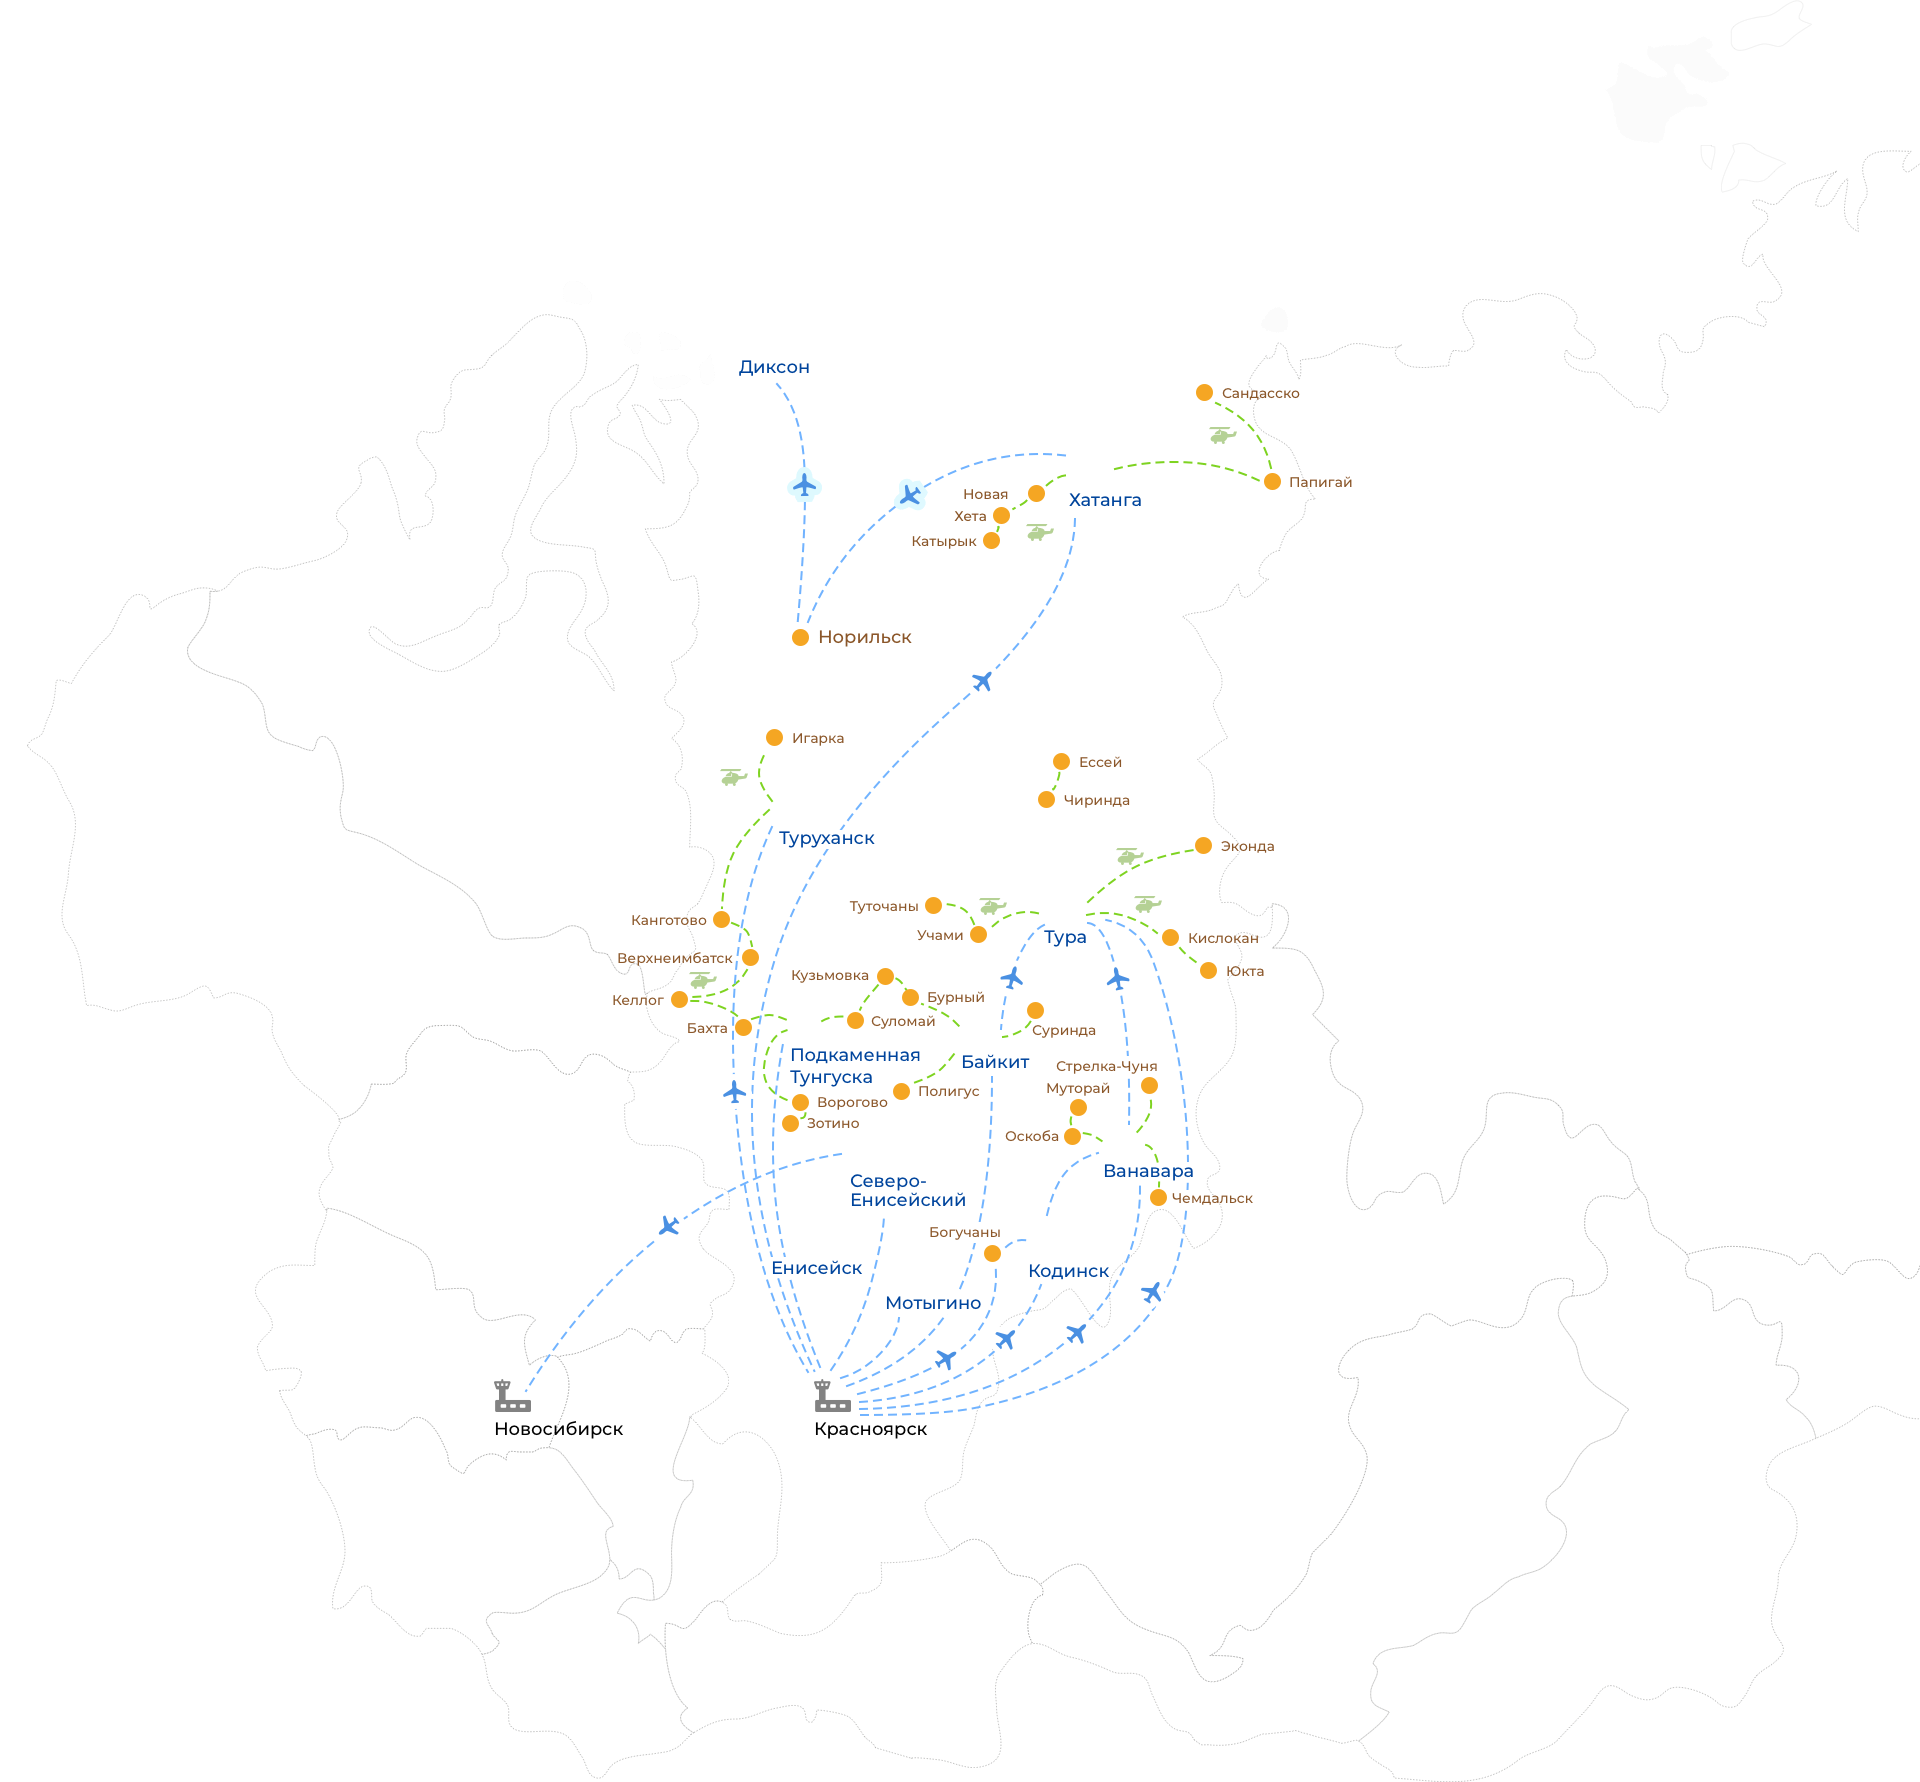 Диксон
Сандасско
Папигай
Новая
Хатанга
Хета
Катырык
Норильск
Игарка
Ессей
Чиринда
Туруханск
Эконда
Туточаны
Канготово
Учами
Тура
Кислокан
Верхнеимбатск
Юкта
Кузьмовка
Келлог
Бурный
Суломай
Бахта
Суринда
Подкаменная
Тунгуска
Байкит
Стрелка-Чуня
Муторай
Полигус
Ворогово
Зотино
Оскоба
Ванавара
Северо-
Енисейский
Чемдальск
Богучаны
Енисейск
Кодинск
Мотыгино
Новосибирск
Красноярск